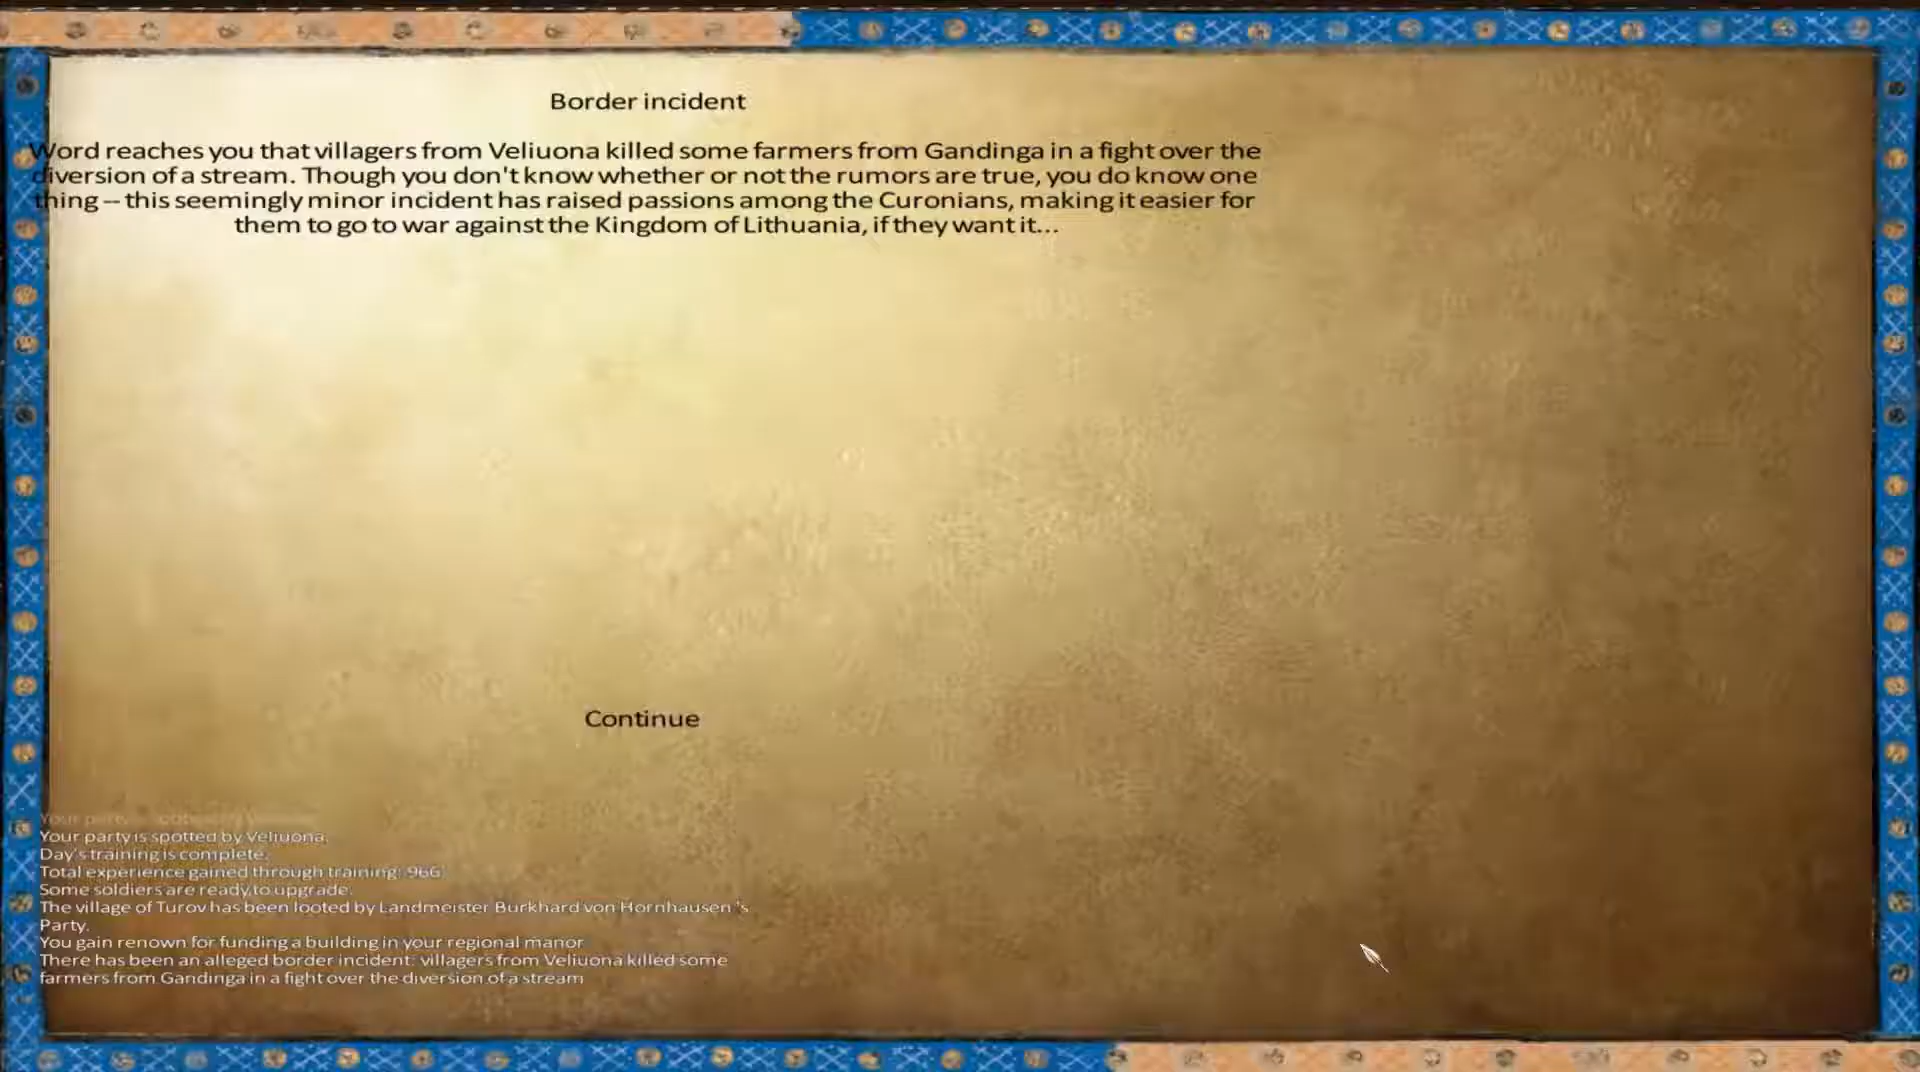 Border incident
Word reaches you that villagers from Veliuona killed some farmers from Gandinga in a fight over the
diversion of a stream. Though you don't know whether or not the rumors are true, you do know one
thing -- this seemingly minor incident has raised passions among the Curonians, making it easier for
them to go to war against the Kingdom of Lithuania, if they want it...
Continue
Your party is spotted by Veliuona.
Day's training is complete.
Total experience gained through training: 966
Some soldiers are ready to upgrade.
The village of Turov has been looted by Landmeister Burkhard von Hornhausen 's
Party.
You gain renown for funding a building in your regional manor
There has been an alleged border incident: villagers from Veliuona killed some
farmers from Gandinga in a fight over the diversion of a stream